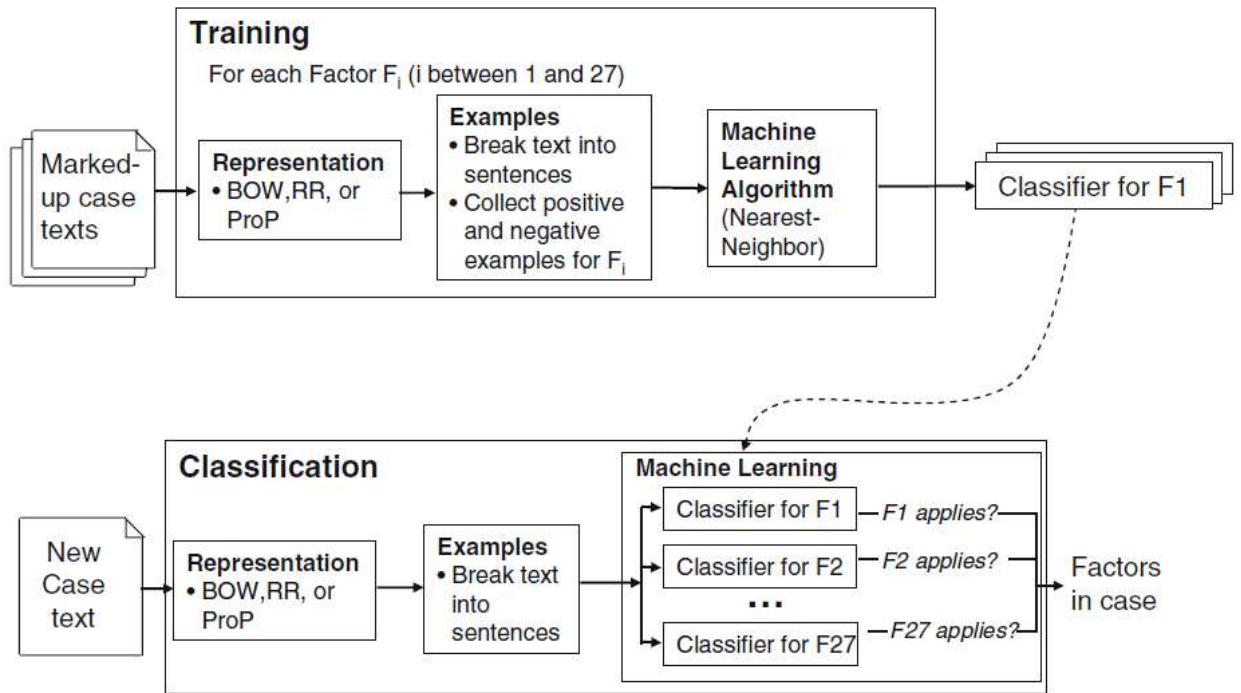 Training
For each Factor Fi (i between 1 and 27)
Marked-
up case
texts
Representation
• BOW,RR, or
ProP
Examples
• Break text into
sentences
• Collect positive
and negative
examples for Fi
Machine
Learning
Algorithm
(Nearest-
Neighbor)
Classifier for F1
Classification
New
Case
text
Representation
• BOW,RR, or
ProP
Examples
• Break text
into
sentences
Machine Learning
Classifier for F1
F1 applies?
Classifier for F2
F2 applies?
...
Classifier for F27
F27 applies?
Factors
in case